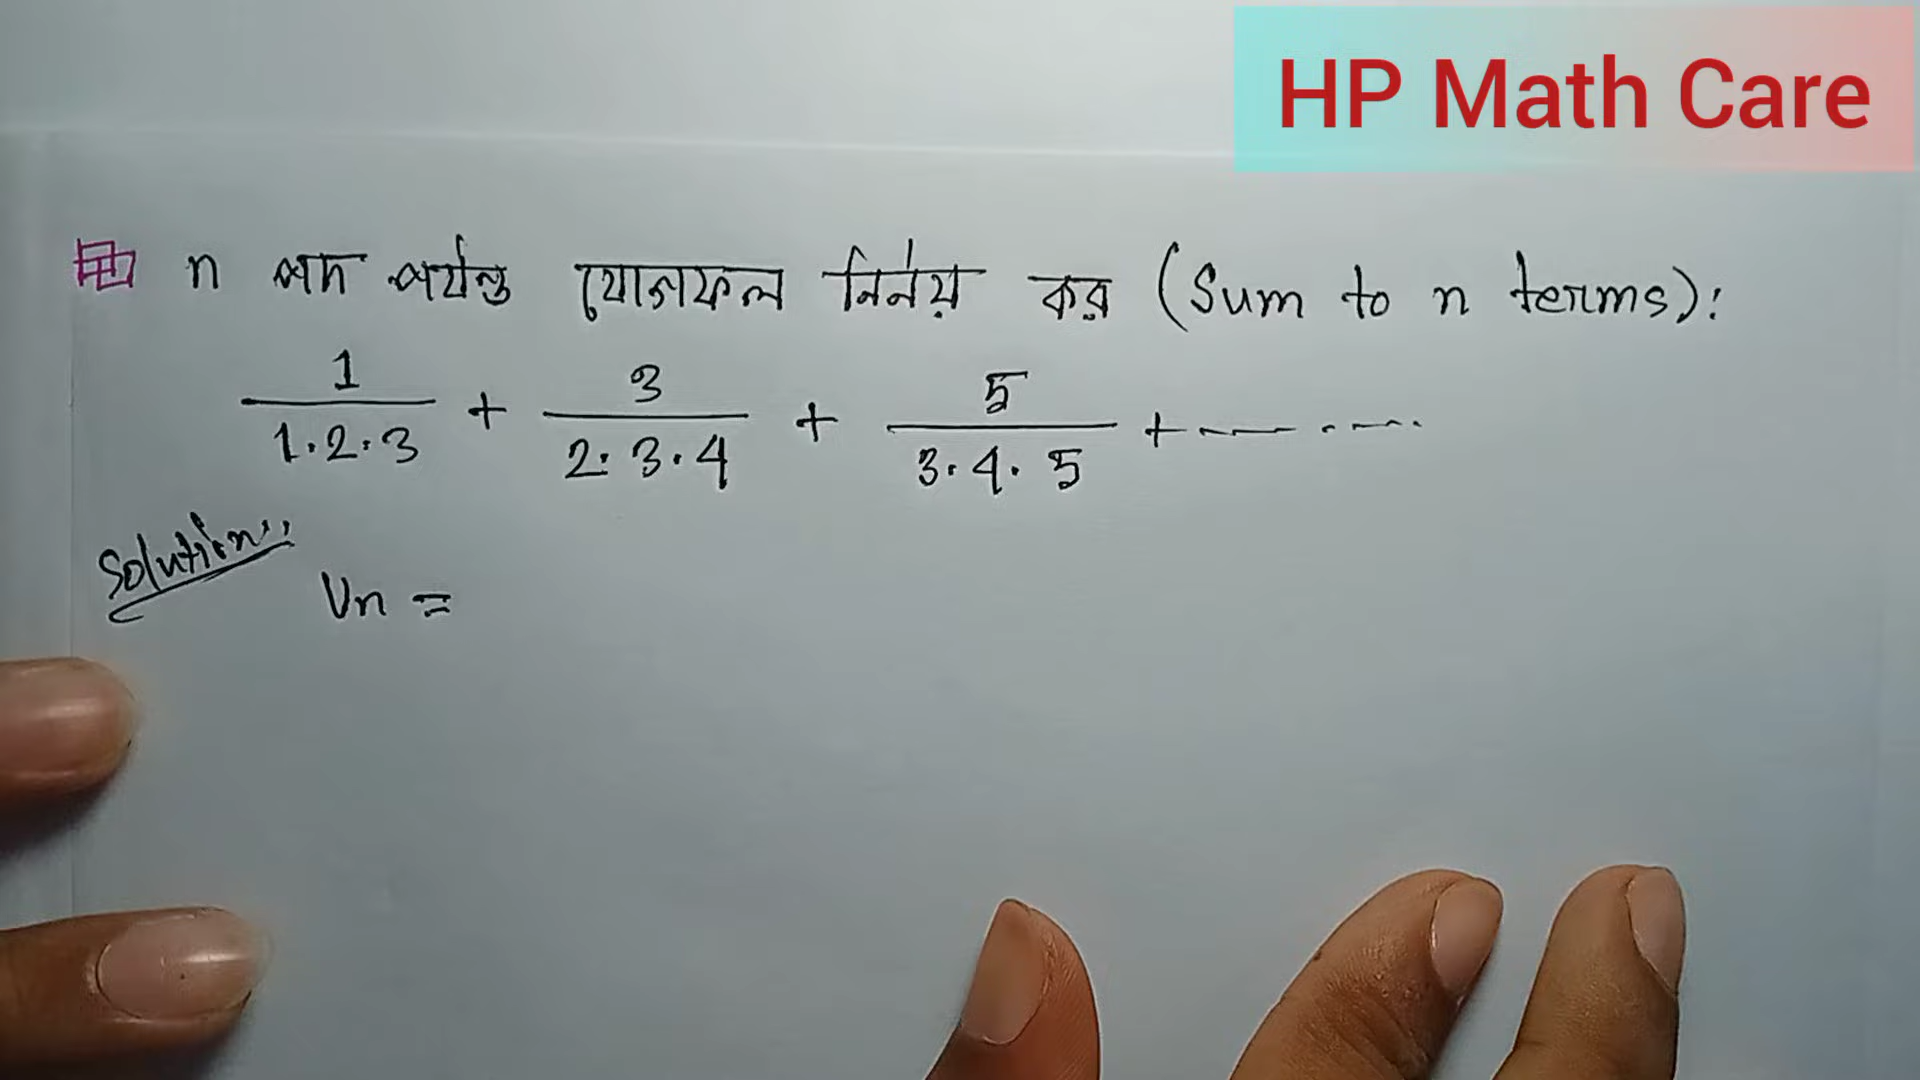 HP Math Care
n পদ পর্যন্ত যোগফল নির্ণয় কর (Sum to n terms):
1/1.2.3 + 3/2.3.4 + 5/3.4.5 + ........
Solution:
Un =